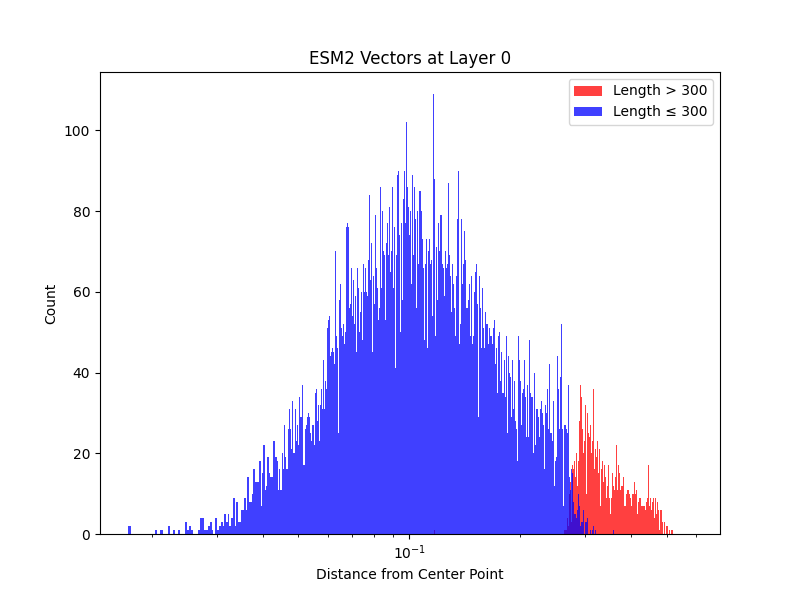 ESM2 Vectors at Layer 0
Length > 300
Length ≤ 300
Count
100
80
60
40
20
0
10⁻¹
Distance from Center Point